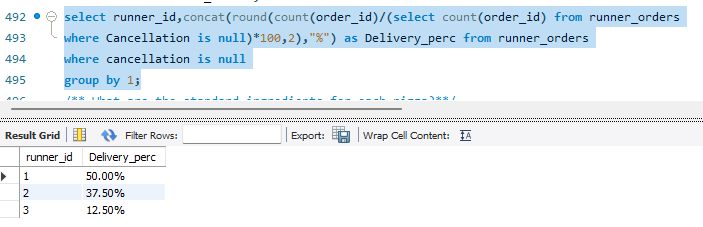 492 select runner_id,concat(round(count(order_id)/(select count(order_id) from runner_orders
493 where Cancellation is null)*100,2),"%") as Delivery_perc from runner_orders
494 where cancellation is null
495 group by 1;
496 /** What are the standard ingredients for each pizza?**/
Result Grid Filter Rows: Export: Wrap Cell Content:
runner_id Delivery_perc
1 50.00%
2 37.50%
3 12.50%